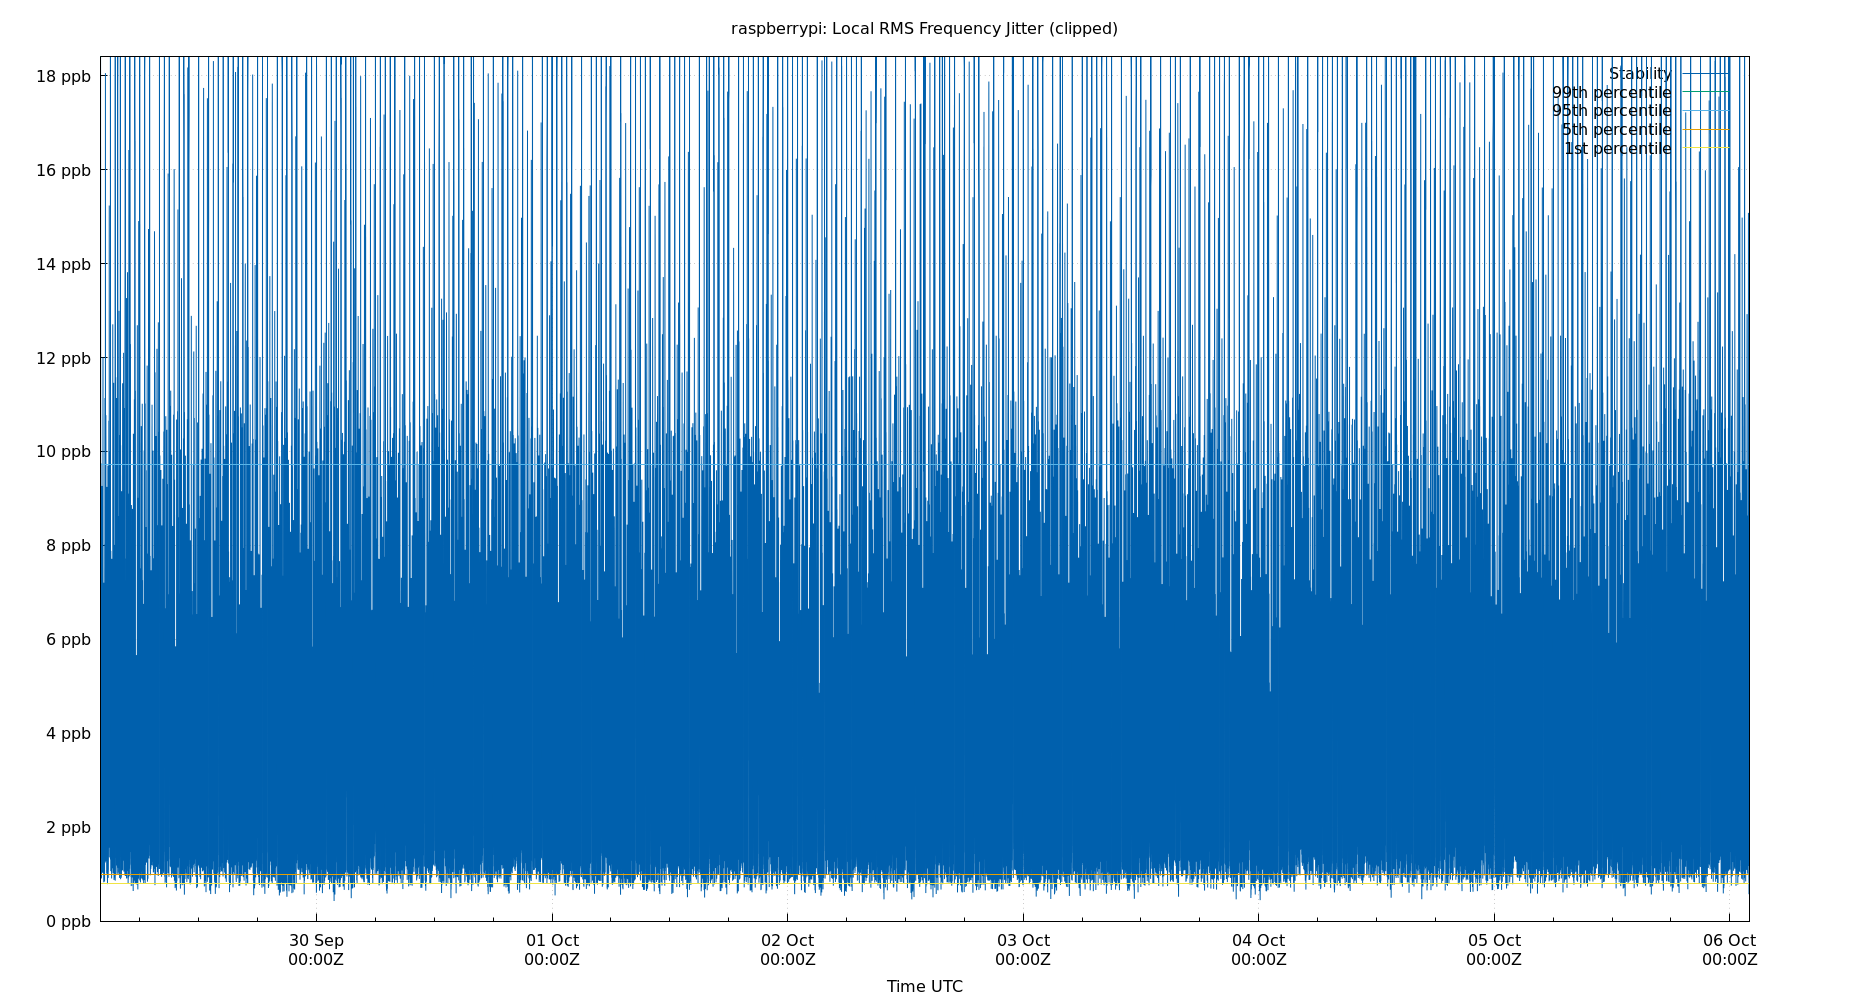 raspberrypi: Local RMS Frequency Jitter (clipped)
18 ppb
16 ppb
14 ppb
12 ppb
10 ppb
8 ppb
6 ppb
4 ppb
2 ppb
0 ppb
Stability
99th percentile
95th percentile
5th percentile
1st percentile
30 Sep 01 Oct 02 Oct 03 Oct 04 Oct 05 Oct 06 Oct
00:00Z 00:00Z 00:00Z 00:00Z 00:00Z 00:00Z 00:00Z
Time UTC